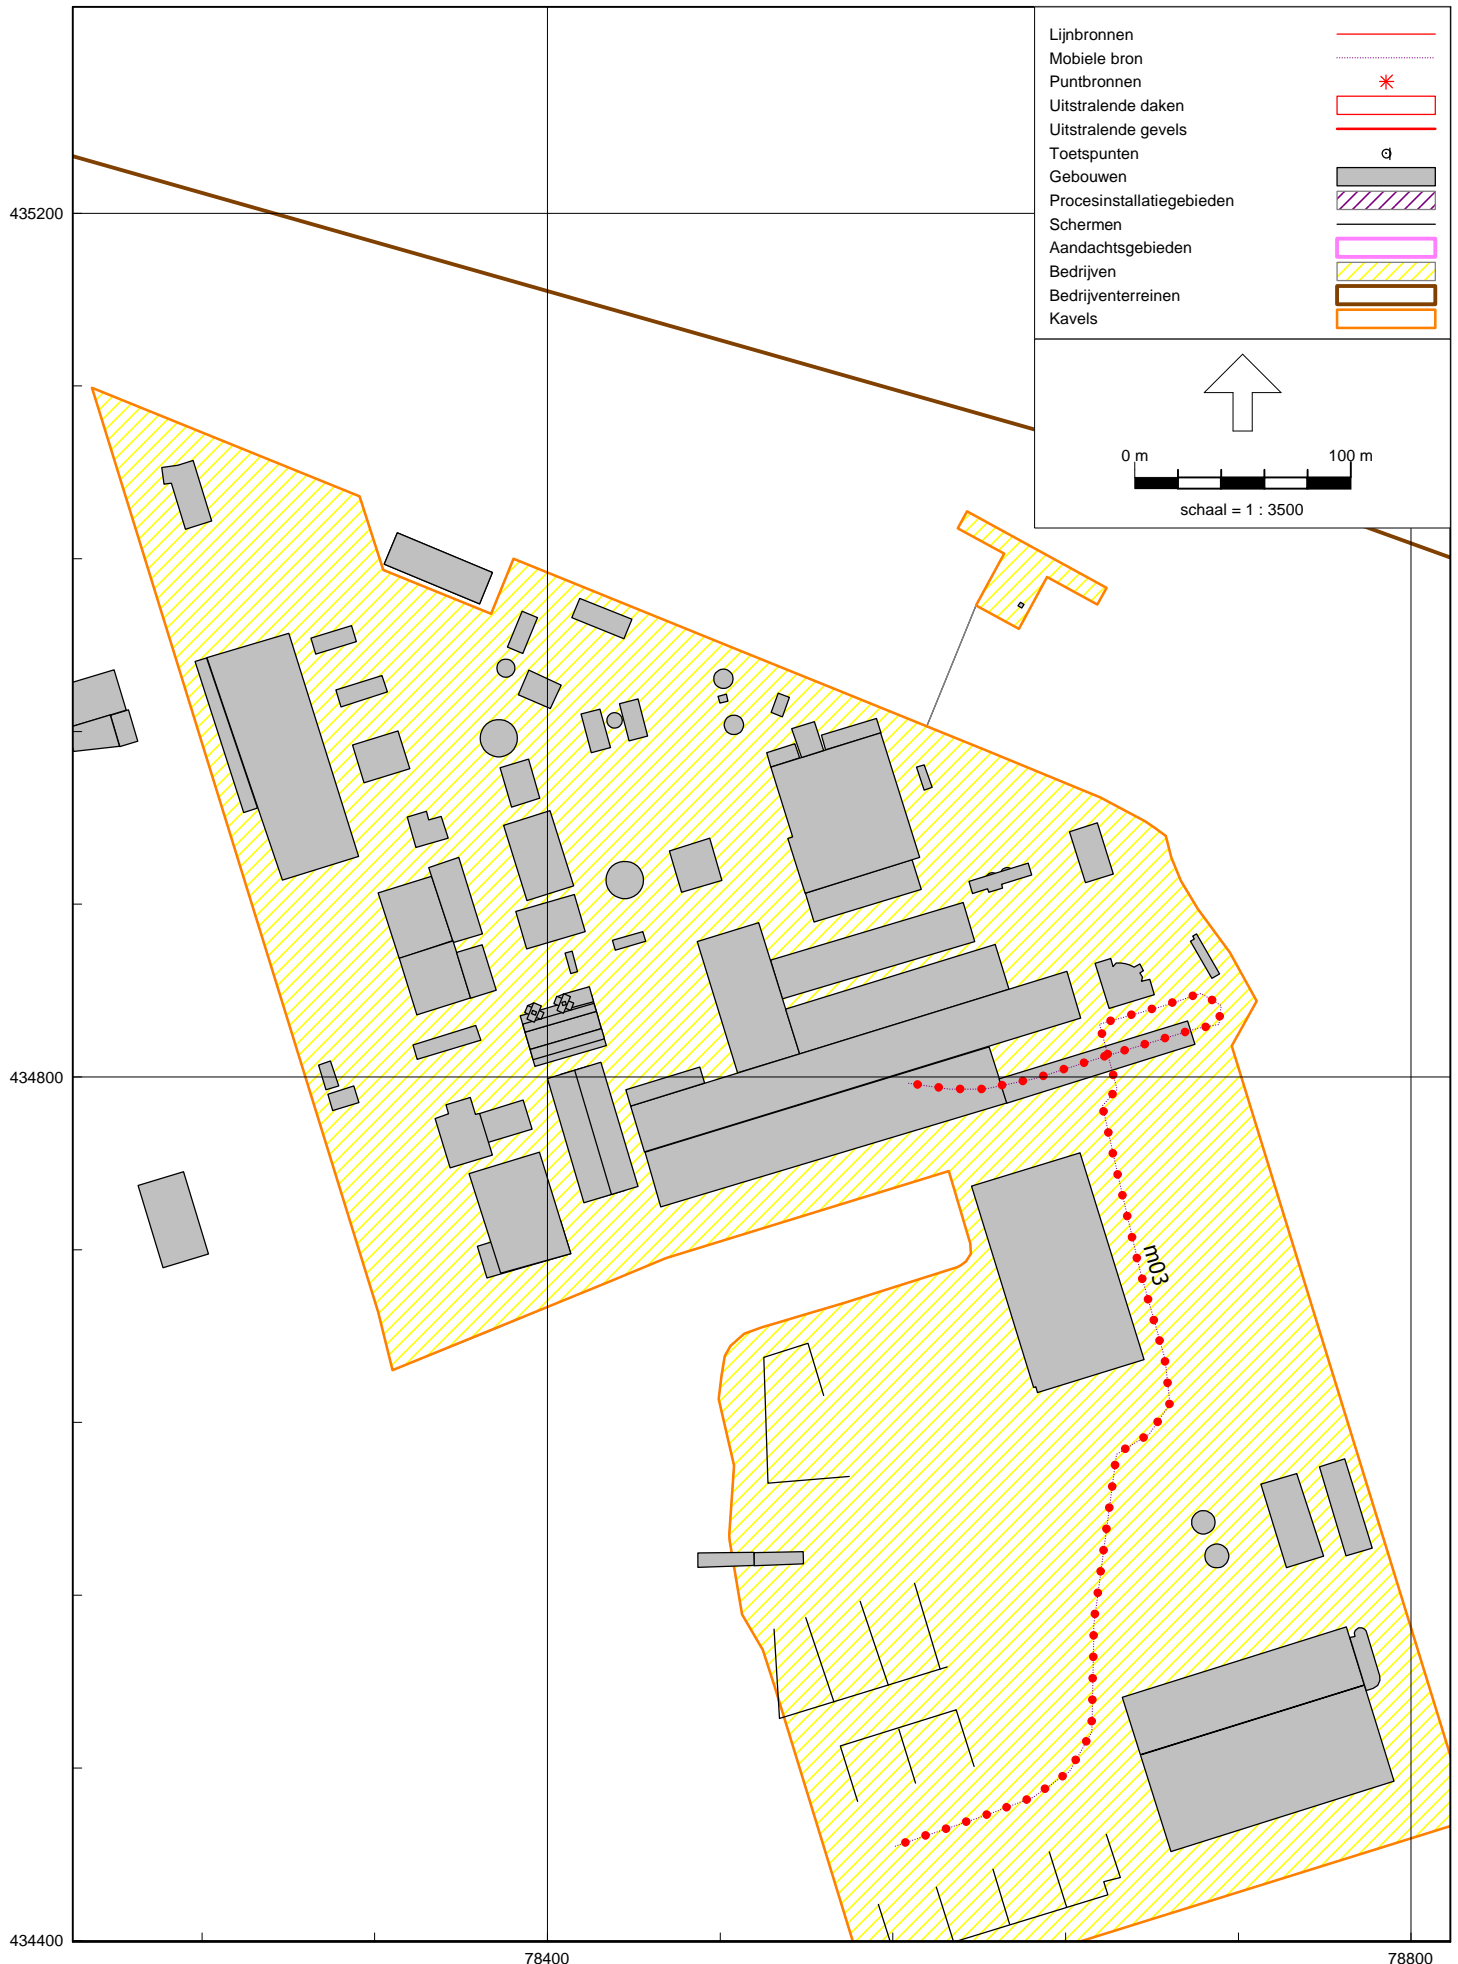 Lijnbronnen
Mobiele bron
Puntbronnen
Uitstralende daken
Uitstralende gevels
Toetspunten
Gebouwen
Procesinstallatiegebieden
Schermen
Aandachtsgebieden
Bedrijven
Bedrijventerreinen
Kavels
0 m 100 m
schaal = 1 : 3500
435200
434800
m03
434400
78400 78800